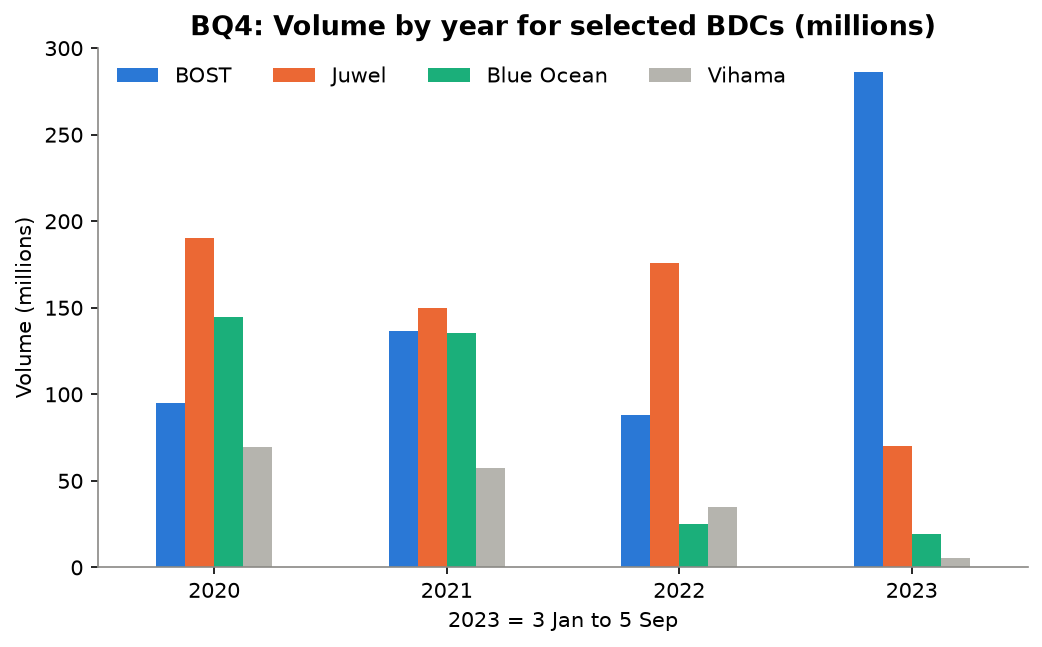 BQ4: Volume by year for selected BDCs (millions)
BOST Juwel Blue Ocean Vihama
Volume (millions)
300
250
200
150
100
50
0
2020 2021 2022 2023
2023 = 3 Jan to 5 Sep